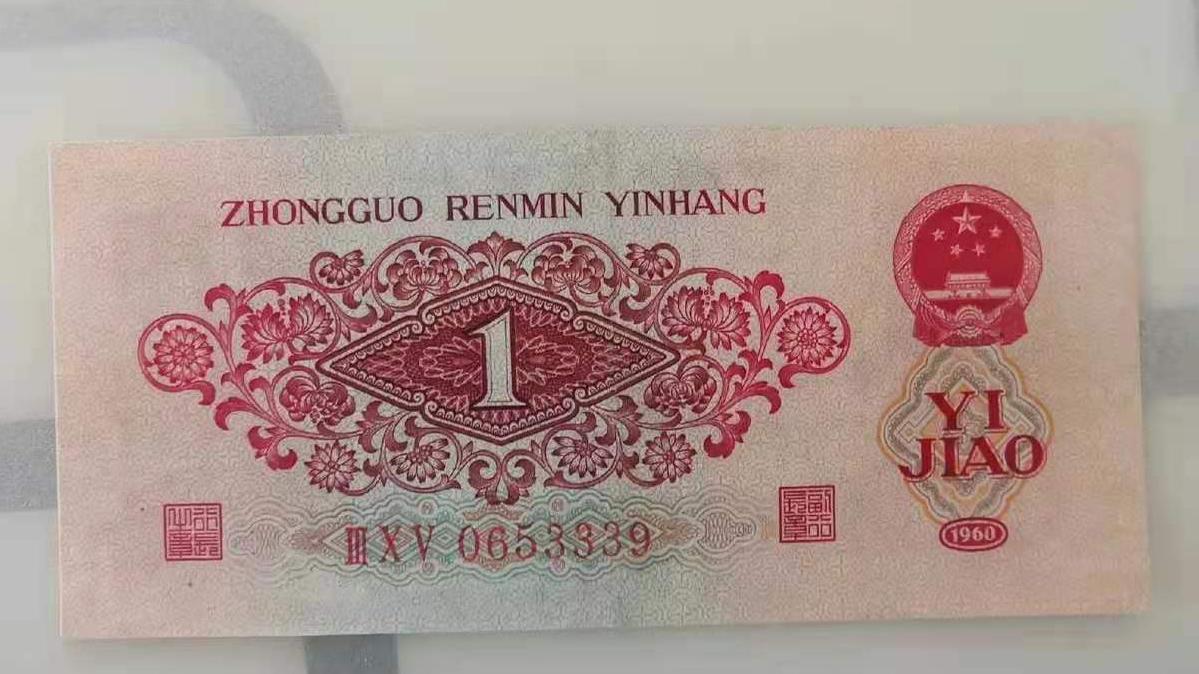 ZHONGGUO RENMIN YINHANG
1
YI
JIAO
ⅢXV 0653339
1960